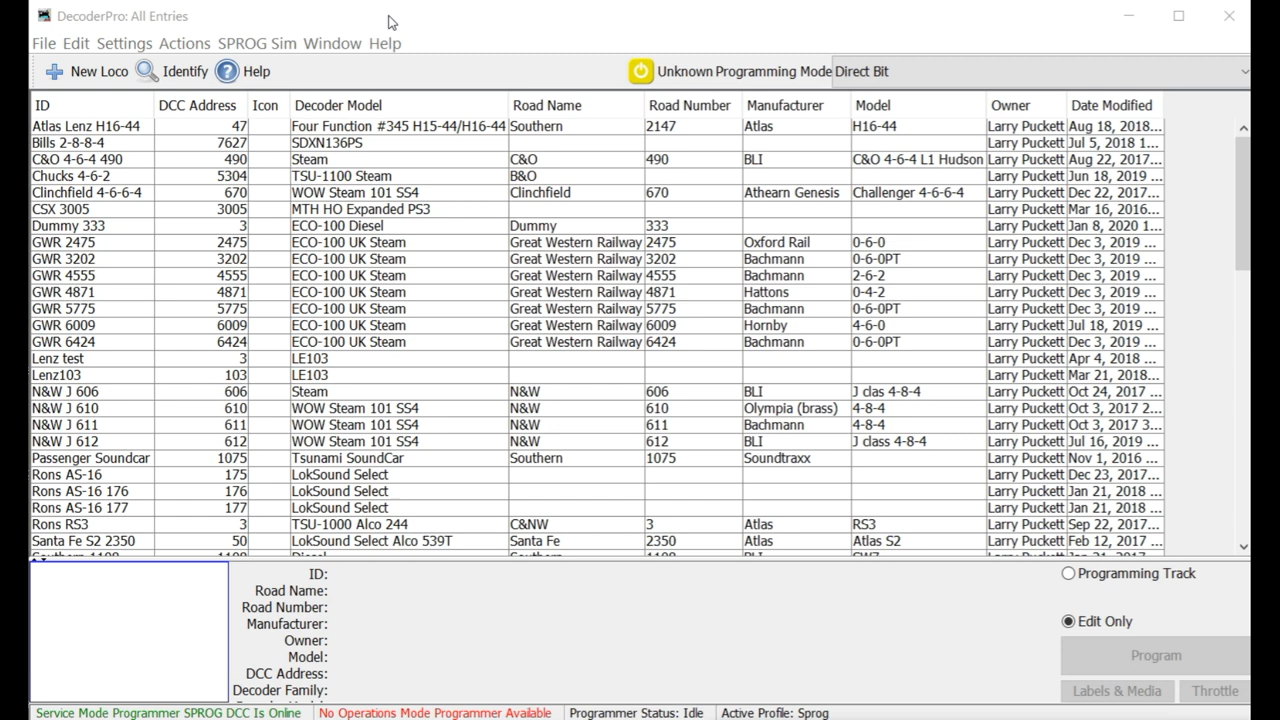 DecoderPro: All Entries
File Edit Settings Actions SPROG Sim Window Help
New Loco Identify Help Unknown Programming Mode Direct Bit
ID DCC Address Icon Decoder Model Road Name Road Number Manufacturer Model Owner Date Modified
Atlas Lenz H16-44 47 Four Function #345 H15-44/H16-44 Southern 2147 Atlas H16-44 Larry Puckett Aug 18, 2018...
Bills 2-8-8-4 7627 SDXN136PS Larry Puckett Jul 5, 2018 1...
C&O 4-6-4 490 490 Steam C&O 490 BLI C&O 4-6-4 L1 Hudson Larry Puckett Aug 22, 2017...
Chucks 4-6-2 5304 TSU-1100 Steam B&O Larry Puckett Jun 18, 2019 ...
Clinchfield 4-6-6-4 670 WOW Steam 101 SS4 Clinchfield 670 Athearn Genesis Challenger 4-6-6-4 Larry Puckett Dec 22, 2017...
CSX 3005 3005 MTH HO Expanded PS3 Larry Puckett Mar 16, 2016...
Dummy 333 3 ECO-100 Diesel Dummy 333 Larry Puckett Jan 8, 2020 1...
GWR 2475 2475 ECO-100 UK Steam Great Western Railway 2475 Oxford Rail 0-6-0 Larry Puckett Dec 3, 2019 ...
GWR 3202 3202 ECO-100 UK Steam Great Western Railway 3202 Bachmann 0-6-0PT Larry Puckett Dec 3, 2019 ...
GWR 4555 4555 ECO-100 UK Steam Great Western Railway 4555 Bachmann 2-6-2 Larry Puckett Dec 3, 2019 ...
GWR 4871 4871 ECO-100 UK Steam Great Western Railway 4871 Hattons 0-4-2 Larry Puckett Dec 3, 2019 ...
GWR 5775 5775 ECO-100 UK Steam Great Western Railway 5775 Bachmann 0-6-0PT Larry Puckett Dec 3, 2019 ...
GWR 6009 6009 ECO-100 UK Steam Great Western Railway 6009 Hornby 4-6-0 Larry Puckett Jul 18, 2019 ...
GWR 6424 6424 ECO-100 UK Steam Great Western Railway 6424 Bachmann 0-6-0PT Larry Puckett Dec 3, 2019 ...
Lenz test 3 LE103 Larry Puckett Apr 4, 2018 ...
Lenz103 103 LE103 Larry Puckett Mar 21, 2018...
N&W J 606 606 Steam N&W 606 BLI J clas 4-8-4 Larry Puckett Oct 24, 2017 ...
N&W J 610 610 WOW Steam 101 SS4 N&W 610 Olympia (brass) 4-8-4 Larry Puckett Oct 3, 2017 2...
N&W J 611 611 WOW Steam 101 SS4 N&W 611 Bachmann 4-8-4 Larry Puckett Oct 3, 2017 3...
N&W J 612 612 WOW Steam 101 SS4 N&W 612 BLI J class 4-8-4 Larry Puckett Jul 16, 2019 ...
Passenger Soundcar 1075 Tsunami SoundCar Southern 1075 Soundtraxx Larry Puckett Nov 1, 2016 ...
Rons AS-16 175 LokSound Select Larry Puckett Dec 23, 2017...
Rons AS-16 176 176 LokSound Select Larry Puckett Jan 21, 2018 ...
Rons AS-16 177 177 LokSound Select Larry Puckett Jan 21, 2018 ...
Rons RS3 3 TSU-1000 Alco 244 C&NW 3 Atlas RS3 Larry Puckett Sep 22, 2017...
Santa Fe S2 2350 50 LokSound Select Alco 539T Santa Fe 2350 Atlas Atlas S2 Larry Puckett Feb 12, 2017 ...
ID: Programming Track
Road Name:
Road Number:
Manufacturer: Edit Only
Owner:
Model: Program
DCC Address:
Decoder Family: Labels & Media Throttle
Service Mode Programmer SPROG DCC Is Online No Operations Mode Programmer Available Programmer Status: Idle Active Profile: Sprog